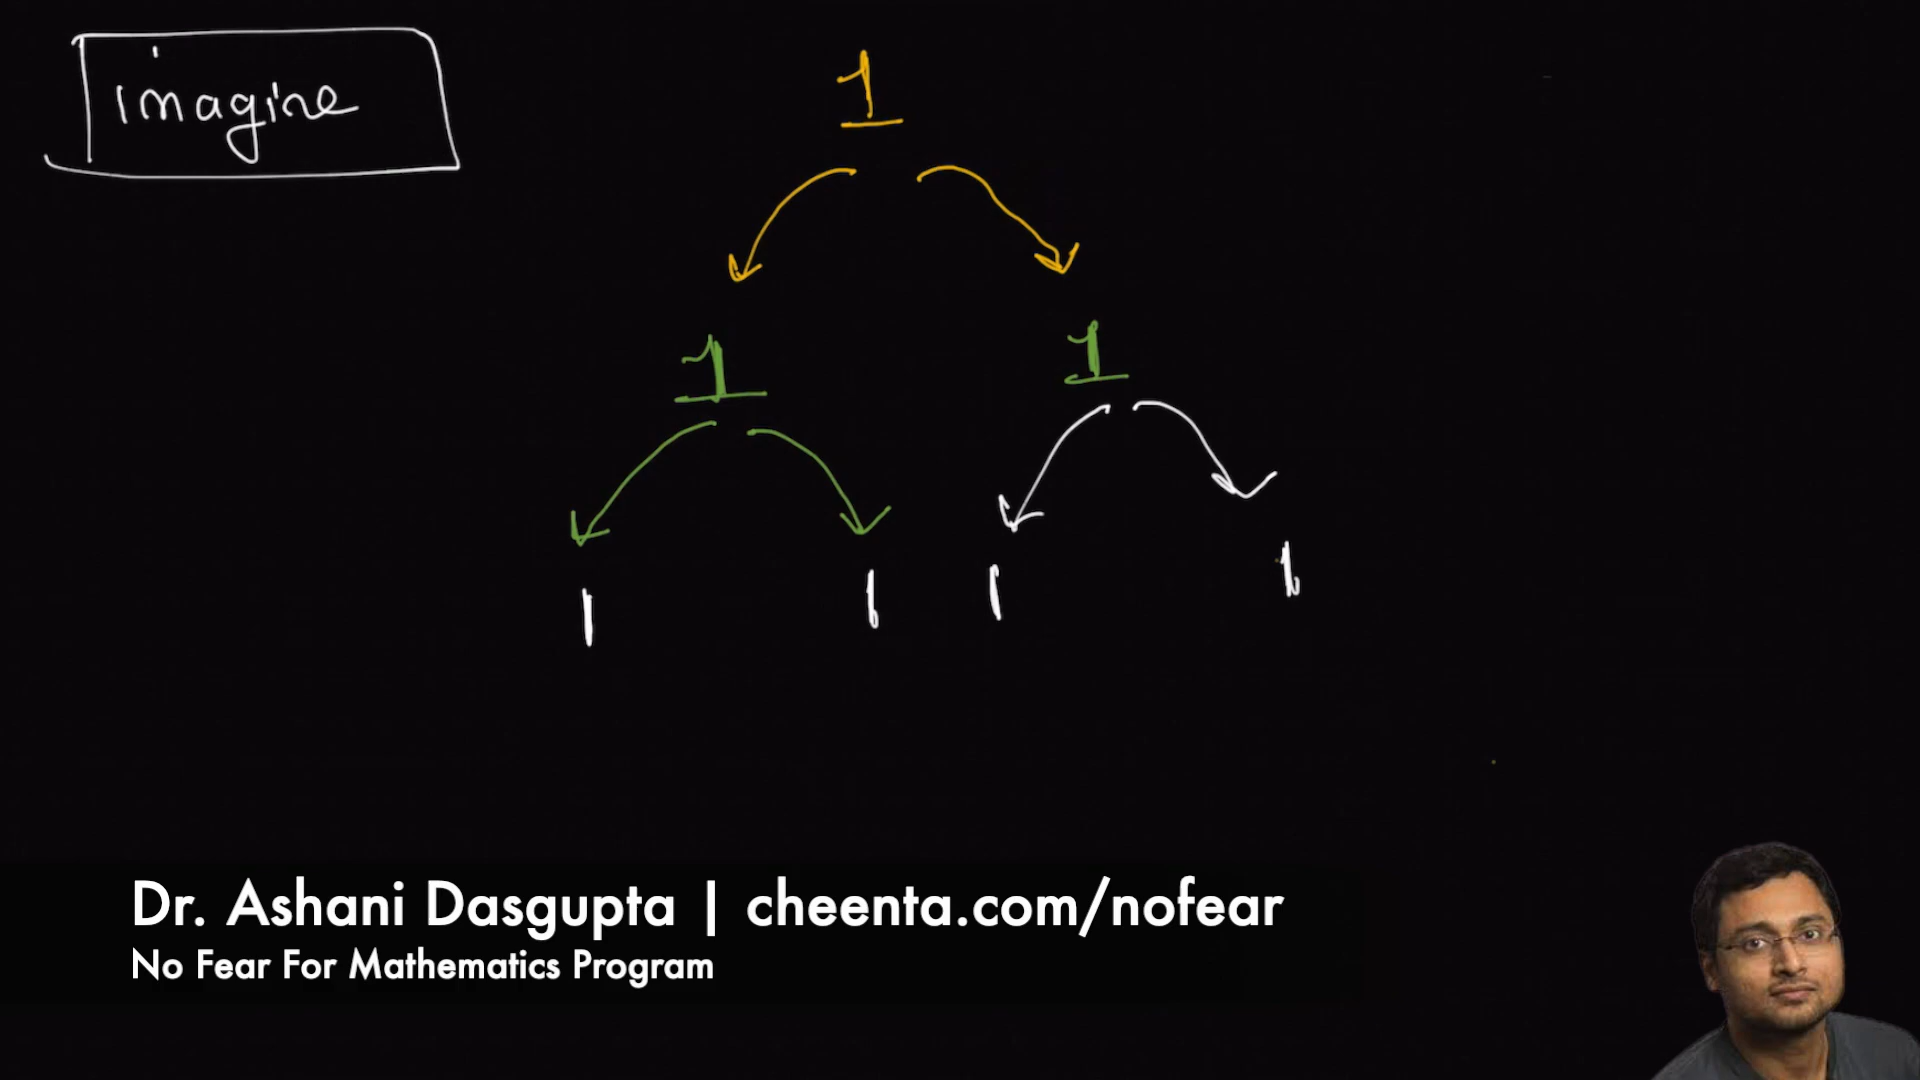 imagine
1
1 1
1 1 1 1
Dr. Ashani Dasgupta | cheenta.com/nofear
No Fear For Mathematics Program